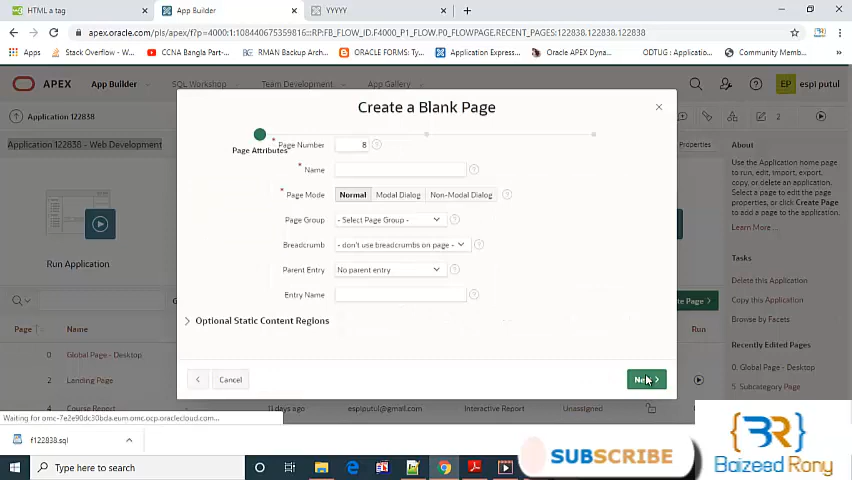 HTML a tag
App Builder
YYYYY
apex.oracle.com/pls/apex/f?p=4000:1:108440675359816::RP:FB_FLOW_ID.F4000_P1_FLOW.P0_FLOWPAGE.RECENT_PAGES:122838.122838.122838
Apps
Stack Overflow - W...
CCNA Bangla Part-...
RMAN Backup Arch...
ORACLE FORMS: Ty...
Application Express...
Oracle APEX Dyna...
ODTUG : Applicatio...
Community Memb...
APEX
App Builder
SQL Workshop
Team Development
App Gallery
EP
espi putul
Application 122838
2
Create a Blank Page
Application 122838 - Web Development
Properties
About
Page Attributes
* Page Number
8
* Name
* Page Mode
Normal
Modal Dialog
Non-Modal Dialog
Page Group
- Select Page Group -
Breadcrumb
- don't use breadcrumbs on page -
Parent Entry
No parent entry
Entry Name
Optional Static Content Regions
Cancel
Use the Application home page
to run, edit, import, export,
copy, or delete an application.
Select a page to edit the page
properties, or click Create
Page to add a page to the
application.
Learn More ...
Run Application
Tasks
Delete this Application
Copy this Application
Browse by Facets
Page
Name
Run
Recently Edited Pages
0 Global Page - Desktop
0. Global Page - Desktop
2 Landing Page
5 Subcategory Page
4 Course Report
11 days ago
espiputul@gmail.com
Interactive Report
Unassigned
Waiting for omc-7e2e90dc30bda.eum.omc.ocp.oraclecloud.com...
f122838.sql
SUBSCRIBE
BR
Baizeed Rony
Type here to search